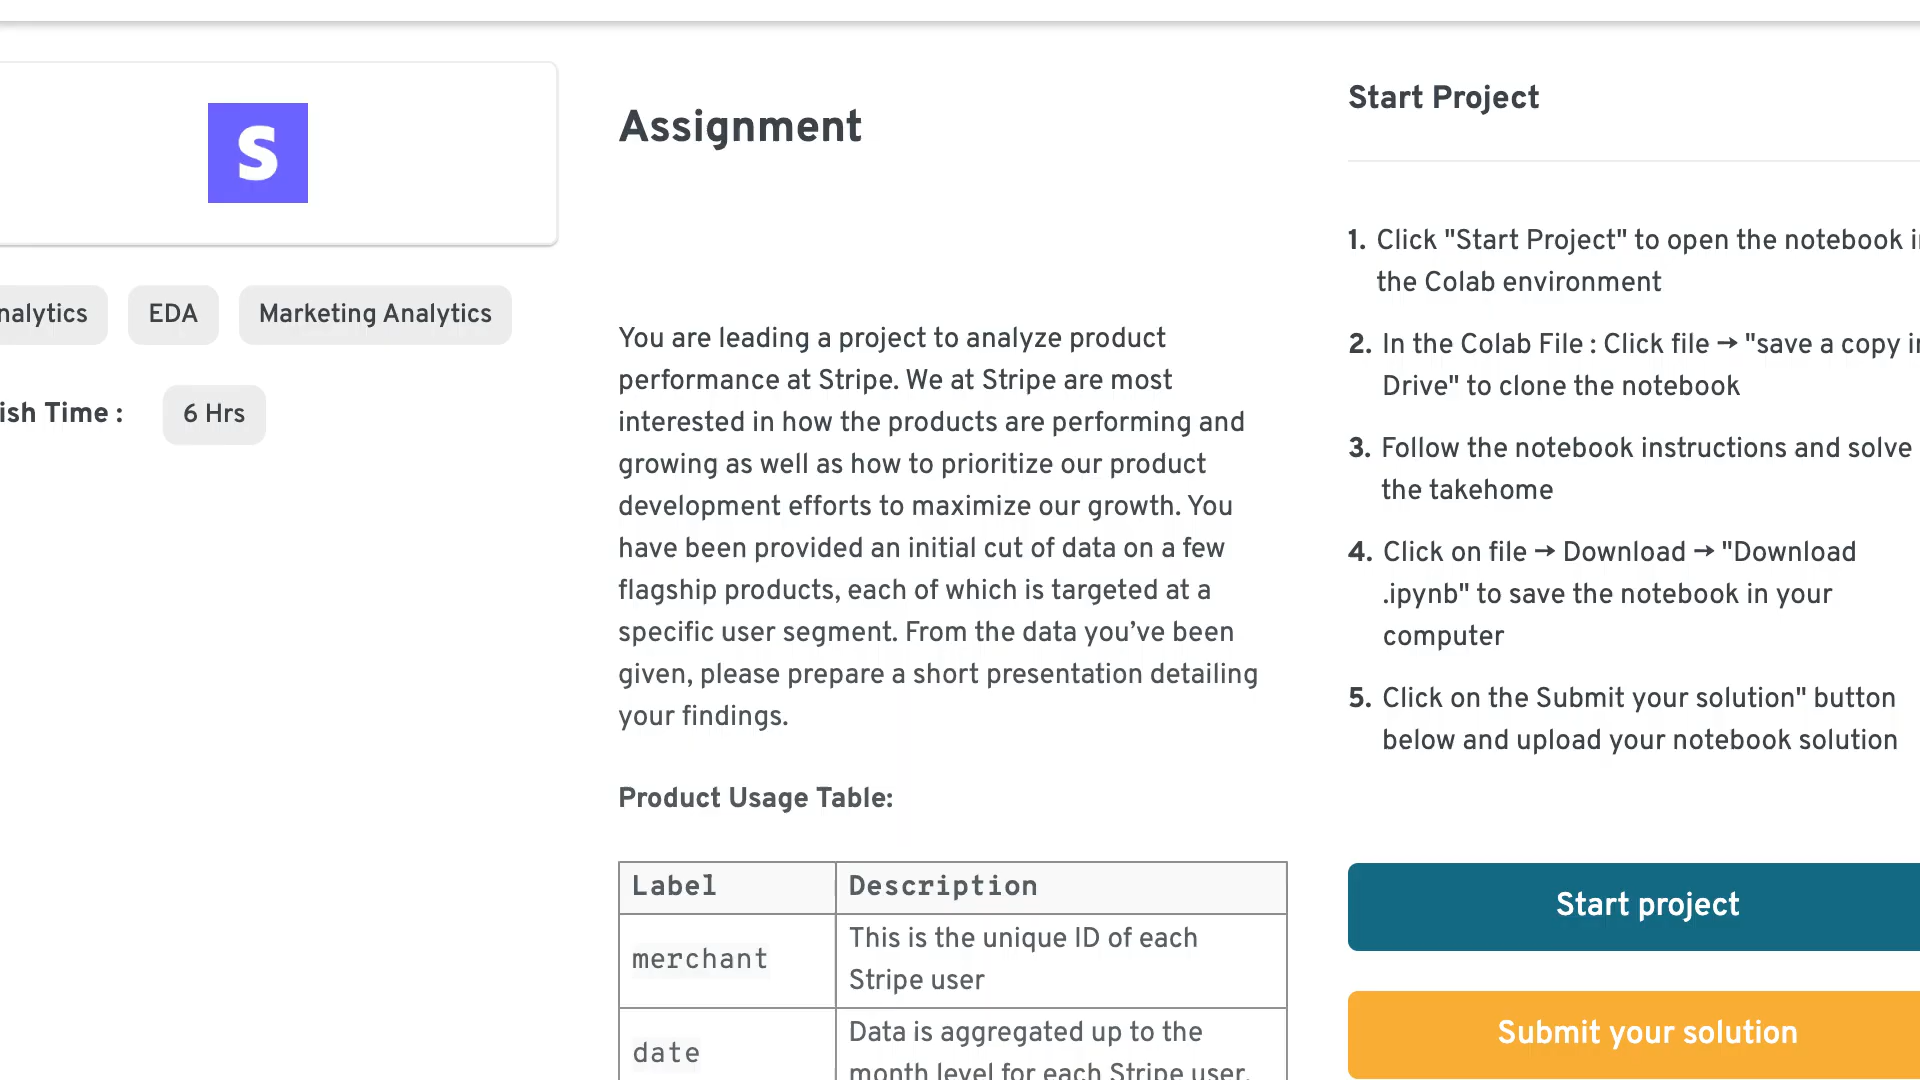 S
nalytics
EDA
Marketing Analytics
ish Time :
6 Hrs
Assignment
You are leading a project to analyze product
performance at Stripe. We at Stripe are most
interested in how the products are performing and
growing as well as how to prioritize our product
development efforts to maximize our growth. You
have been provided an initial cut of data on a few
flagship products, each of which is targeted at a
specific user segment. From the data you’ve been
given, please prepare a short presentation detailing
your findings.
Product Usage Table:
Label Description
merchant
This is the unique ID of each
Stripe user
date
Data is aggregated up to the
month level for each Stripe user.
Start Project
1. Click "Start Project" to open the notebook i
the Colab environment
2. In the Colab File : Click file → "save a copy i
Drive" to clone the notebook
3. Follow the notebook instructions and solve
the takehome
4. Click on file → Download → "Download
.ipynb" to save the notebook in your
computer
5. Click on the Submit your solution" button
below and upload your notebook solution
Start project
Submit your solution